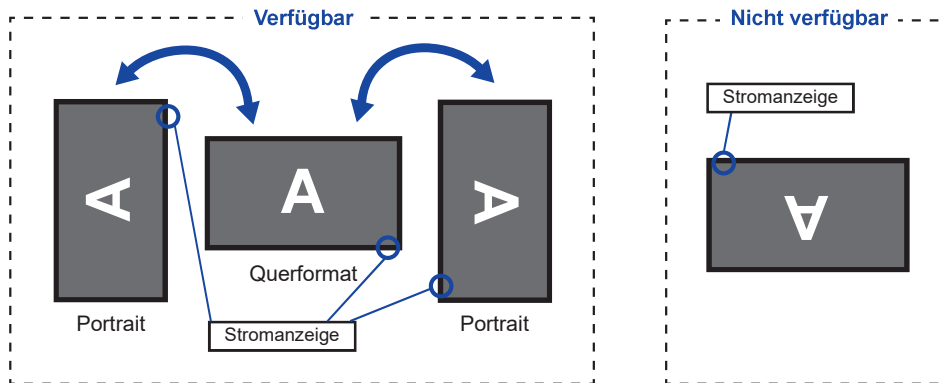 Verfügbar
A
A
A
Querformat
Portrait
Portrait
Stromanzeige
Nicht verfügbar
Stromanzeige
A